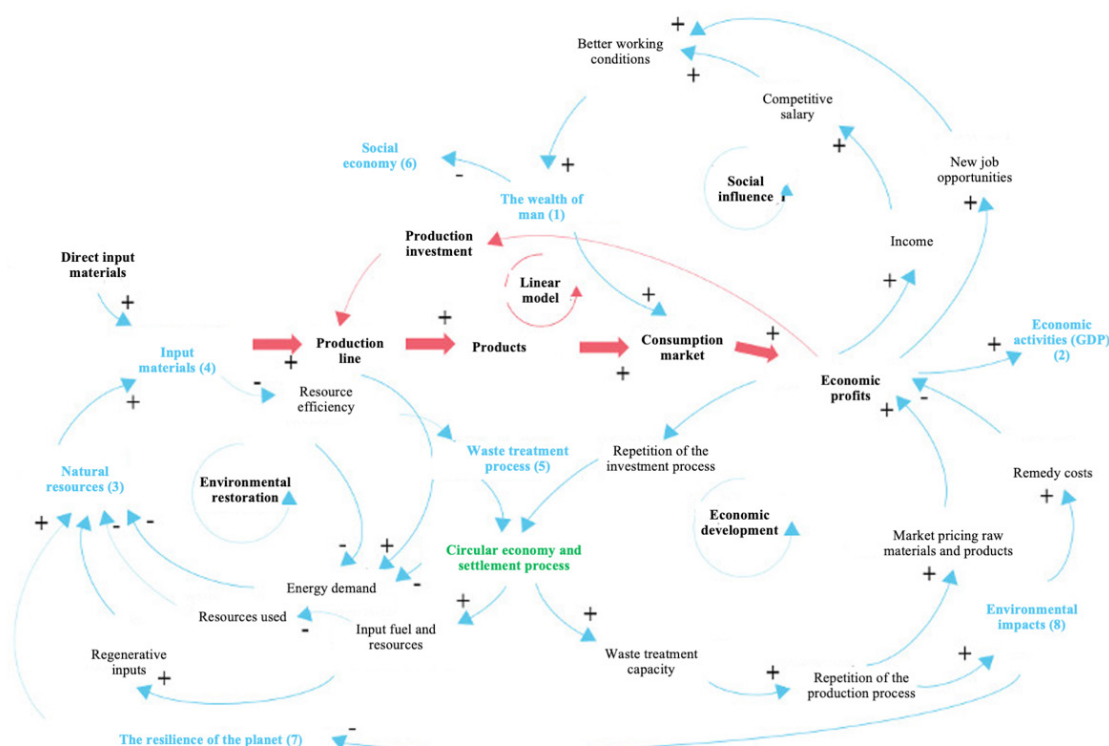 Better working
conditions
Competitive
salary
Social
economy (6)
New job
opportunities
The wealth of
man (1)
Social
influence
Production
investment
Income
Direct input
materials
Linear
model
Input
materials (4)
Production
line
Products
Consumption
market
Economic
activities (GDP)
(2)
Resource
efficiency
Economic
profits
Waste treatment
process (5)
Repetition of the
investment process
Natural
resources (3)
Environmental
restoration
Remedy costs
Economic
development
Market pricing raw
materials and products
Circular economy and
settlement process
Energy demand
Resources used
Input fuel and
resources
Environmental
impacts (8)
Regenerative
inputs
Waste treatment
capacity
Repetition of the
production process
The resilience of the planet (7)